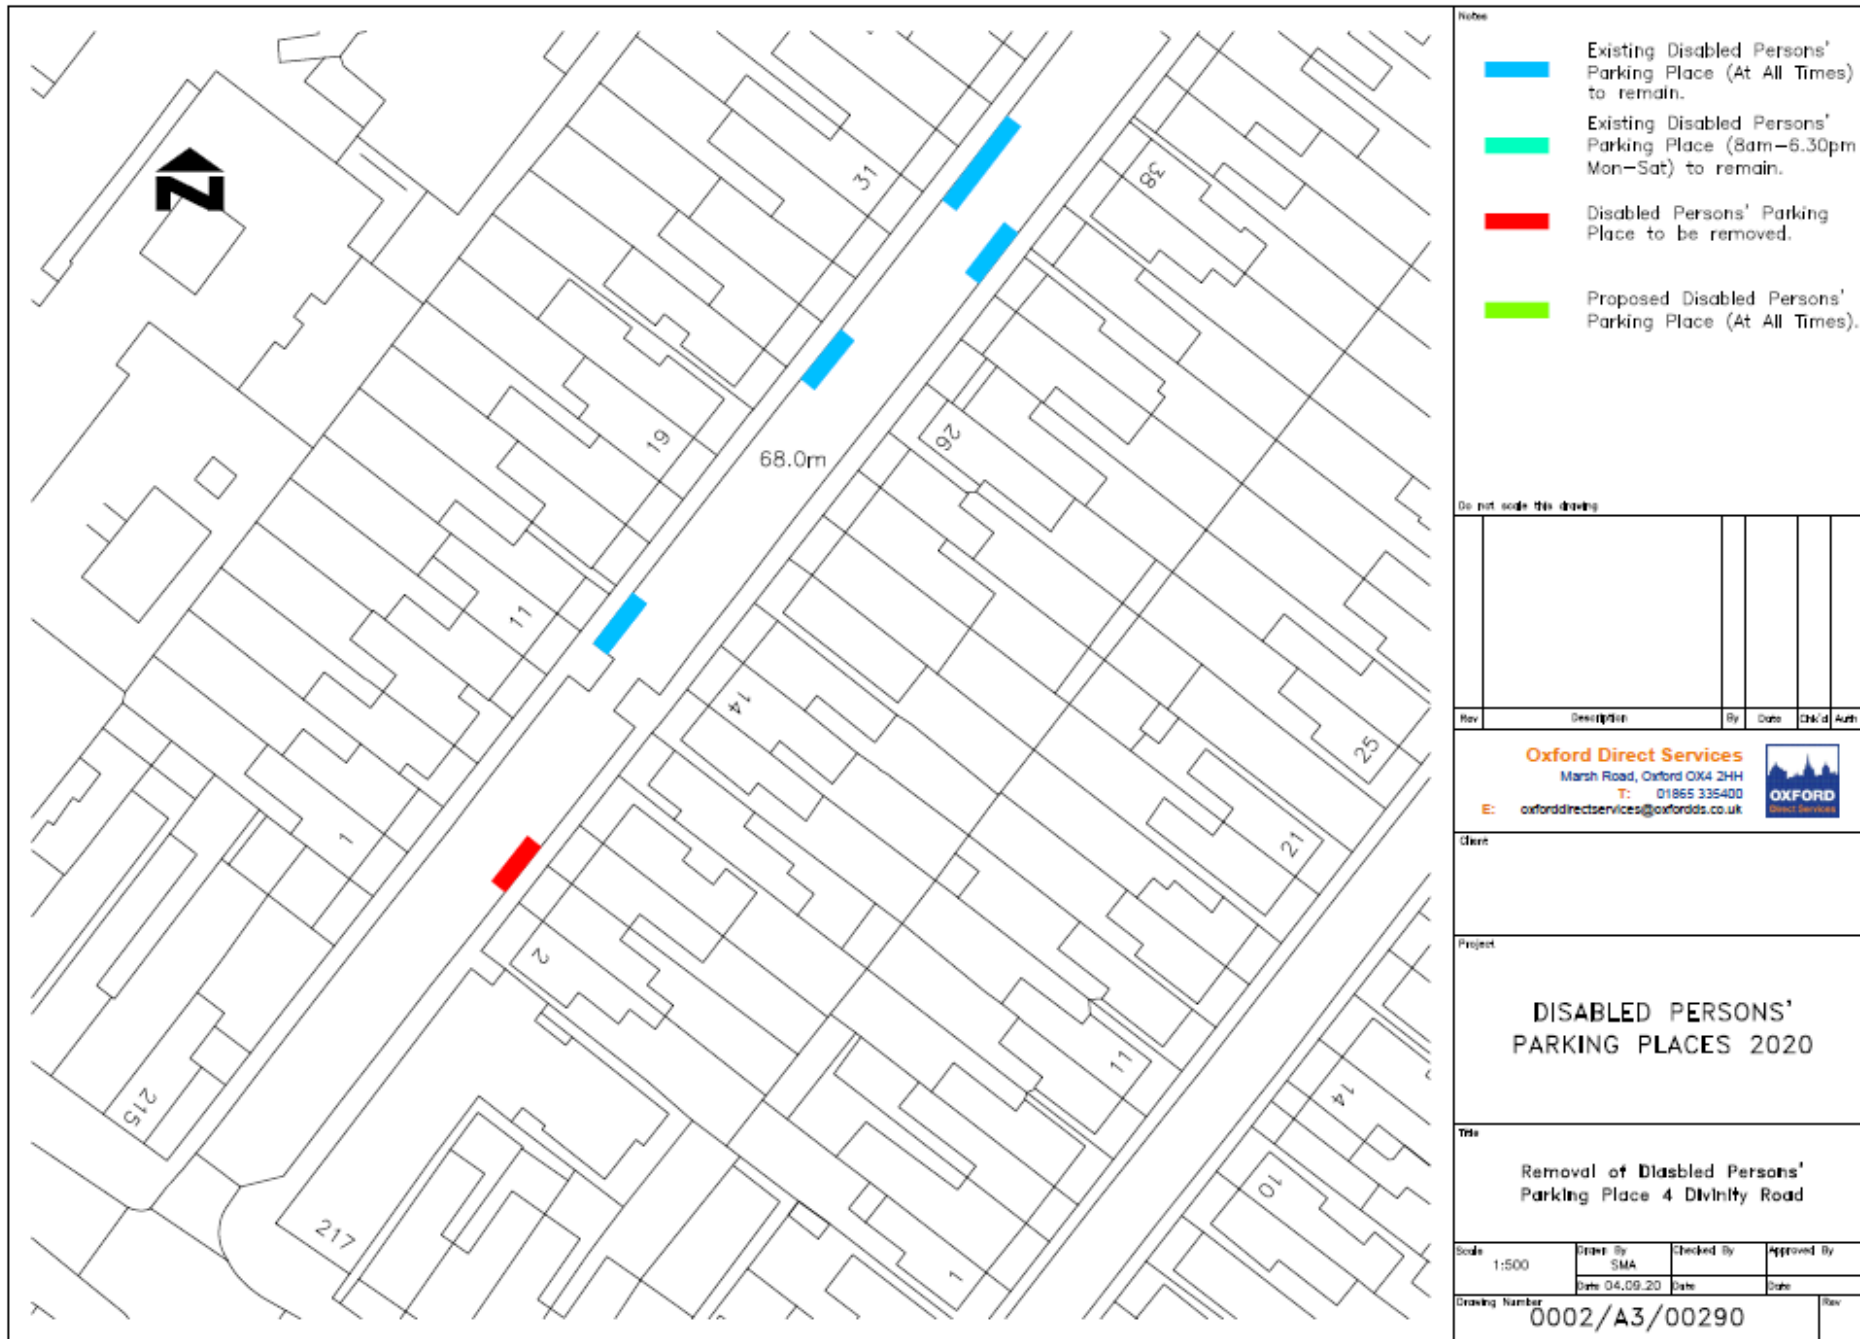 Notes
Existing Disabled Persons'
Parking Place (At All Times)
to remain.
Existing Disabled Persons'
Parking Place (8am-6.30pm
Mon-Sat) to remain.
Disabled Persons' Parking
Place to be removed.
Proposed Disabled Persons'
Parking Place (At All Times).
Do not scale this drawing
Rev Description By Date Chk'd Auth
Oxford Direct Services
Marsh Road, Oxford OX4 2HH
T: 01865 335400
E: oxforddirectservices@oxfordds.co.uk
OXFORD
Direct Services
Client
Project
DISABLED PERSONS'
PARKING PLACES 2020
Title
Removal of Diasbled Persons'
Parking Place 4 Divinity Road
Scale
1:500
Drawn By
SMA
Checked By
Approved By
Date 04.09.20
Date
Date
Drawing Number
0002/A3/00290
Rev
N
31
38
19
26
68.0m
11
14
25
1
21
2
11
14
215
10
217
1